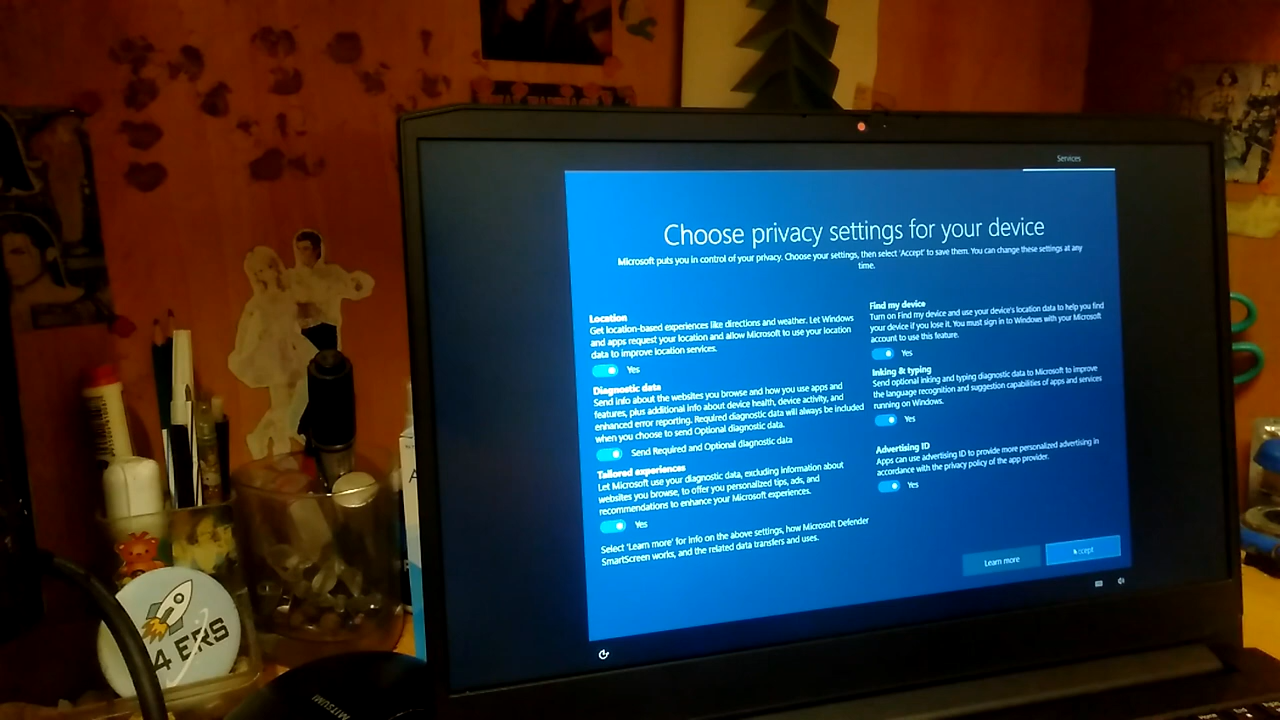 Services
Choose privacy settings for your device
Microsoft puts you in control of your privacy. Choose your settings, then select 'Accept' to save them. You can change these settings at any
time.
Location
Get location-based experiences like directions and weather. Let Windows
and apps request your location and allow Microsoft to use your location
data to improve location services.
Yes
Diagnostic data
Send info about the websites you browse and how you use apps and
features, plus additional info about device health, device activity, and
enhanced error reporting. Required diagnostic data will always be included
when you choose to send Optional diagnostic data.
Send Required and Optional diagnostic data
Tailored experiences
Let Microsoft use your diagnostic data, excluding information about
websites you browse, to offer you personalized tips, ads, and
recommendations to enhance your Microsoft experiences.
Yes
Select 'Learn more' for info on the above settings, how Microsoft Defender
SmartScreen works, and the related data transfers and uses.
Find my device
Turn on Find my device and use your device's location data to help you find
your device if you lose it. You must sign in to Windows with your Microsoft
account to use this feature.
Yes
Inking & typing
Send optional inking and typing diagnostic data to Microsoft to improve
the language recognition and suggestion capabilities of apps and services
running on Windows.
Yes
Advertising ID
Apps can use advertising ID to provide more personalized advertising in
accordance with the privacy policy of the app provider.
Yes
Learn more
Accept
4 ERS
MITSUMI